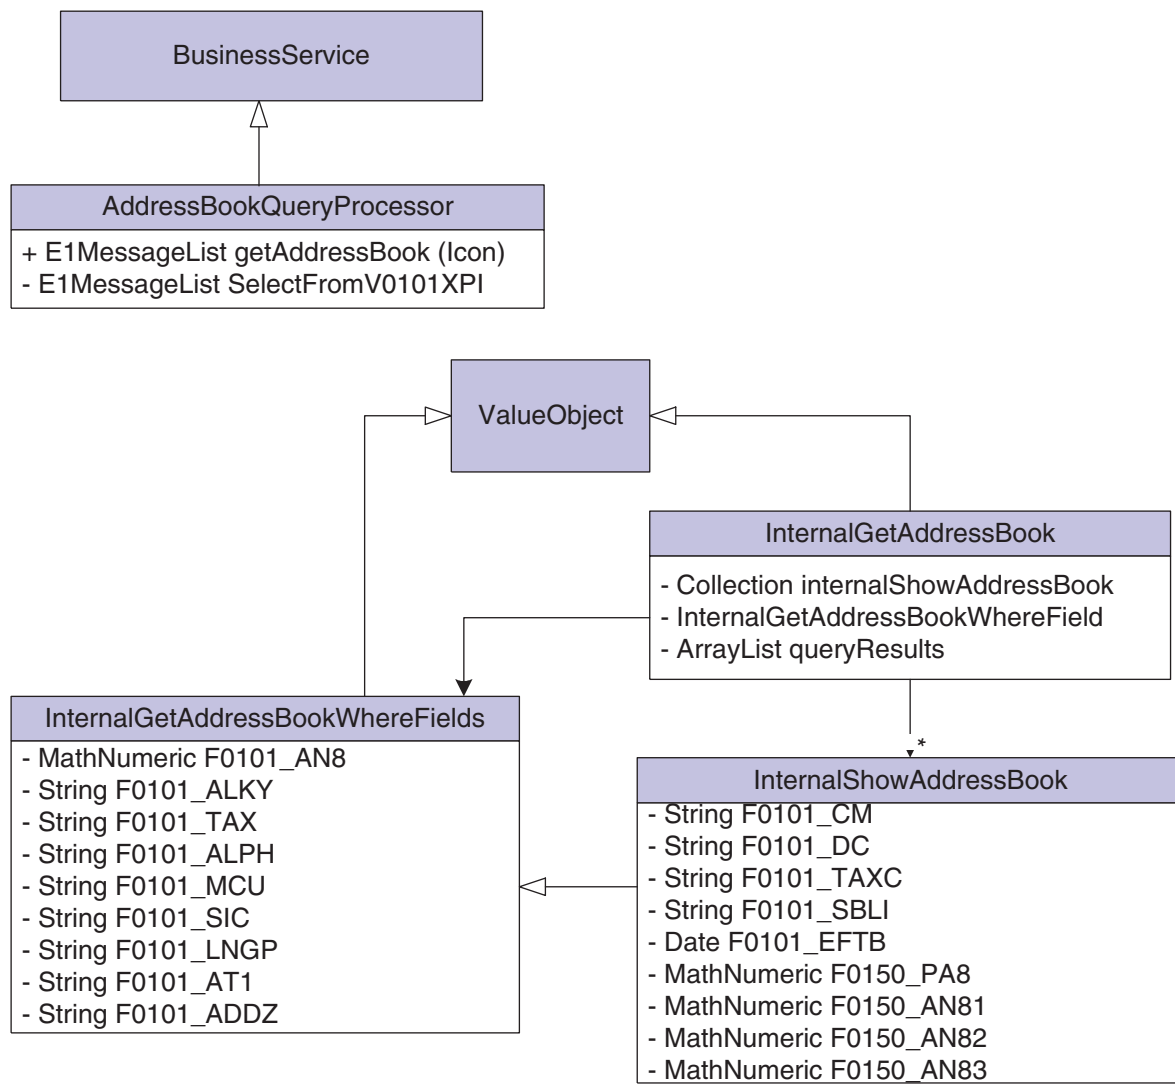 BusinessService
AddressBookQueryProcessor
+ E1MessageList getAddressBook (Icon)
- E1MessageList SelectFromV0101XPI
ValueObject
InternalGetAddressBook
- Collection internalShowAddressBook
- InternalGetAddressBookWhereField
- ArrayList queryResults
*
InternalGetAddressBookWhereFields
- MathNumeric F0101_AN8
- String F0101_ALKY
- String F0101_TAX
- String F0101_ALPH
- String F0101_MCU
- String F0101_SIC
- String F0101_LNGP
- String F0101_AT1
- String F0101_ADDZ
InternalShowAddressBook
- String F0101_CM
- String F0101_DC
- String F0101_TAXC
- String F0101_SBLI
- Date F0101_EFTB
- MathNumeric F0150_PA8
- MathNumeric F0150_AN81
- MathNumeric F0150_AN82
- MathNumeric F0150_AN83